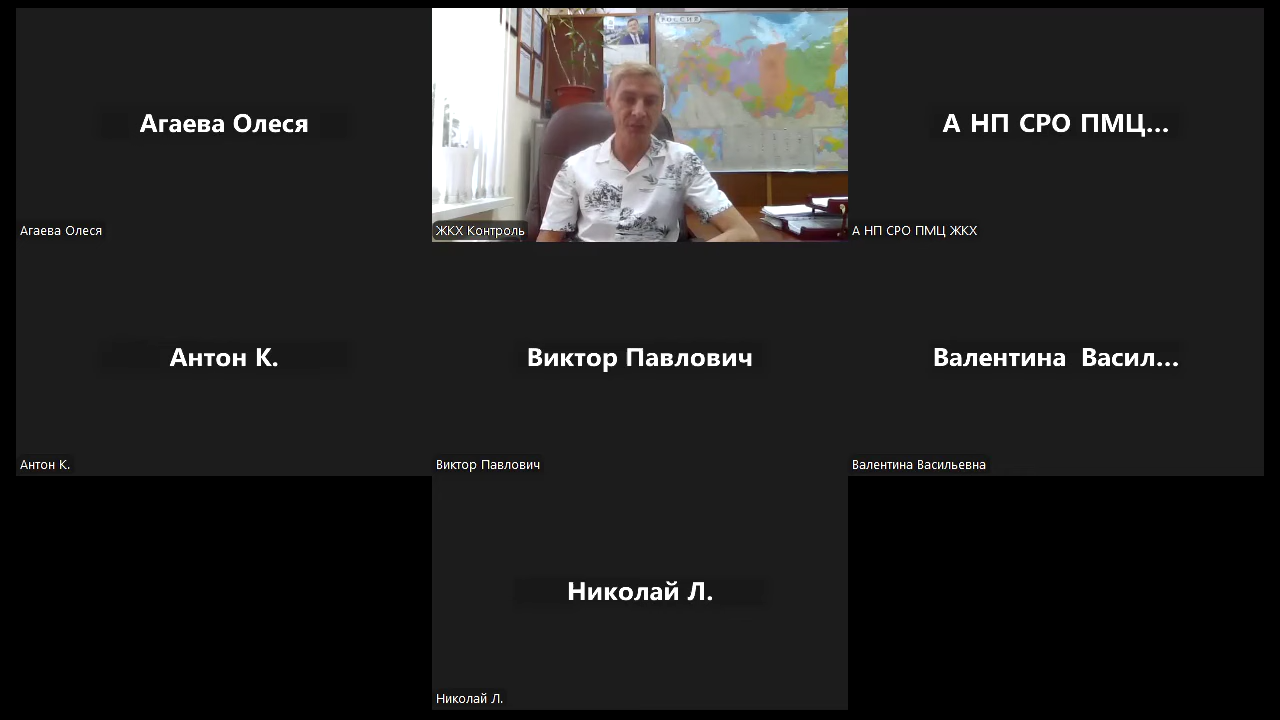 РОССИЯ
Агаева Олеся
А НП СРО ПМЦ...
Агаева Олеся
ЖКХ Контроль
А НП СРО ПМЦ ЖКХ
Антон К.
Виктор Павлович
Валентина Васил...
Антон К.
Виктор Павлович
Валентина Васильевна
Николай Л.
Николай Л.